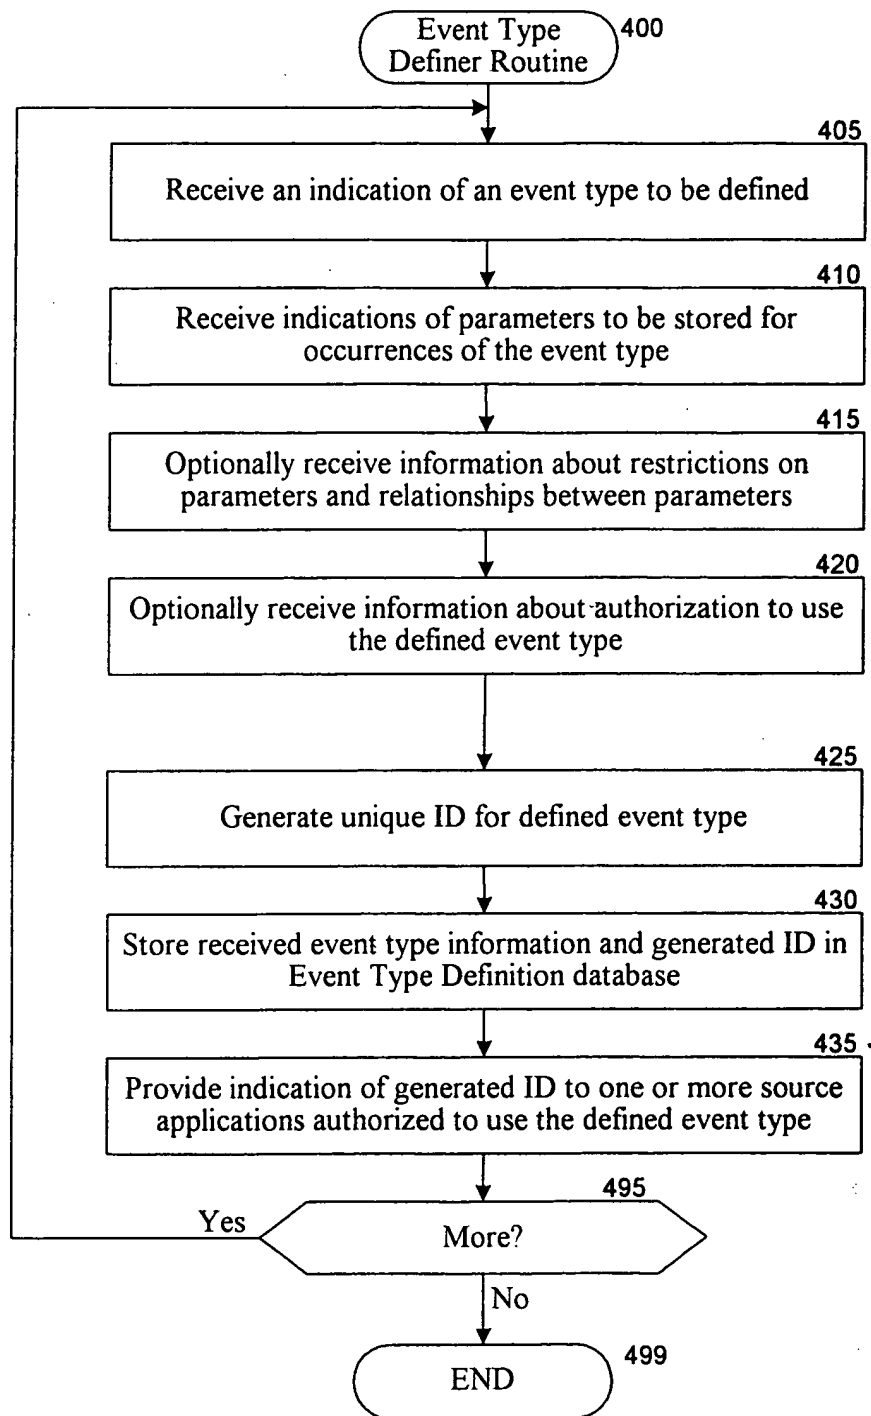 Event Type
Definer Routine
400
405
Receive an indication of an event type to be defined
410
Receive indications of parameters to be stored for
occurrences of the event type
415
Optionally receive information about restrictions on
parameters and relationships between parameters
420
Optionally receive information about authorization to use
the defined event type
425
Generate unique ID for defined event type
430
Store received event type information and generated ID in
Event Type Definition database
435
Provide indication of generated ID to one or more source
applications authorized to use the defined event type
495
Yes
More?
No
499
END